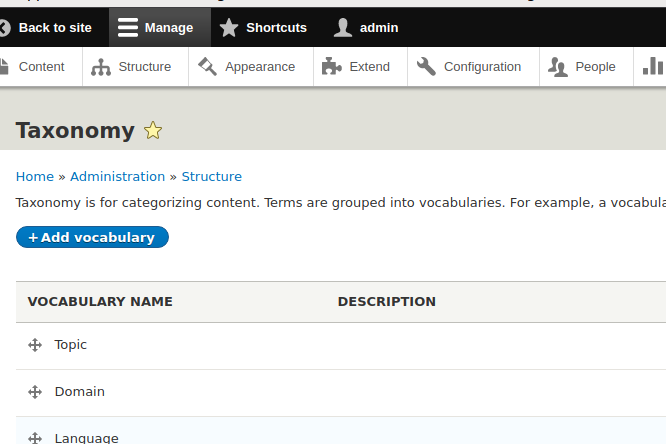 Back to site Manage Shortcuts admin
Content Structure Appearance Extend Configuration People
Taxonomy
Home » Administration » Structure
Taxonomy is for categorizing content. Terms are grouped into vocabularies. For example, a
+ Add vocabulary
VOCABULARY NAME DESCRIPTION
Topic
Domain
Language